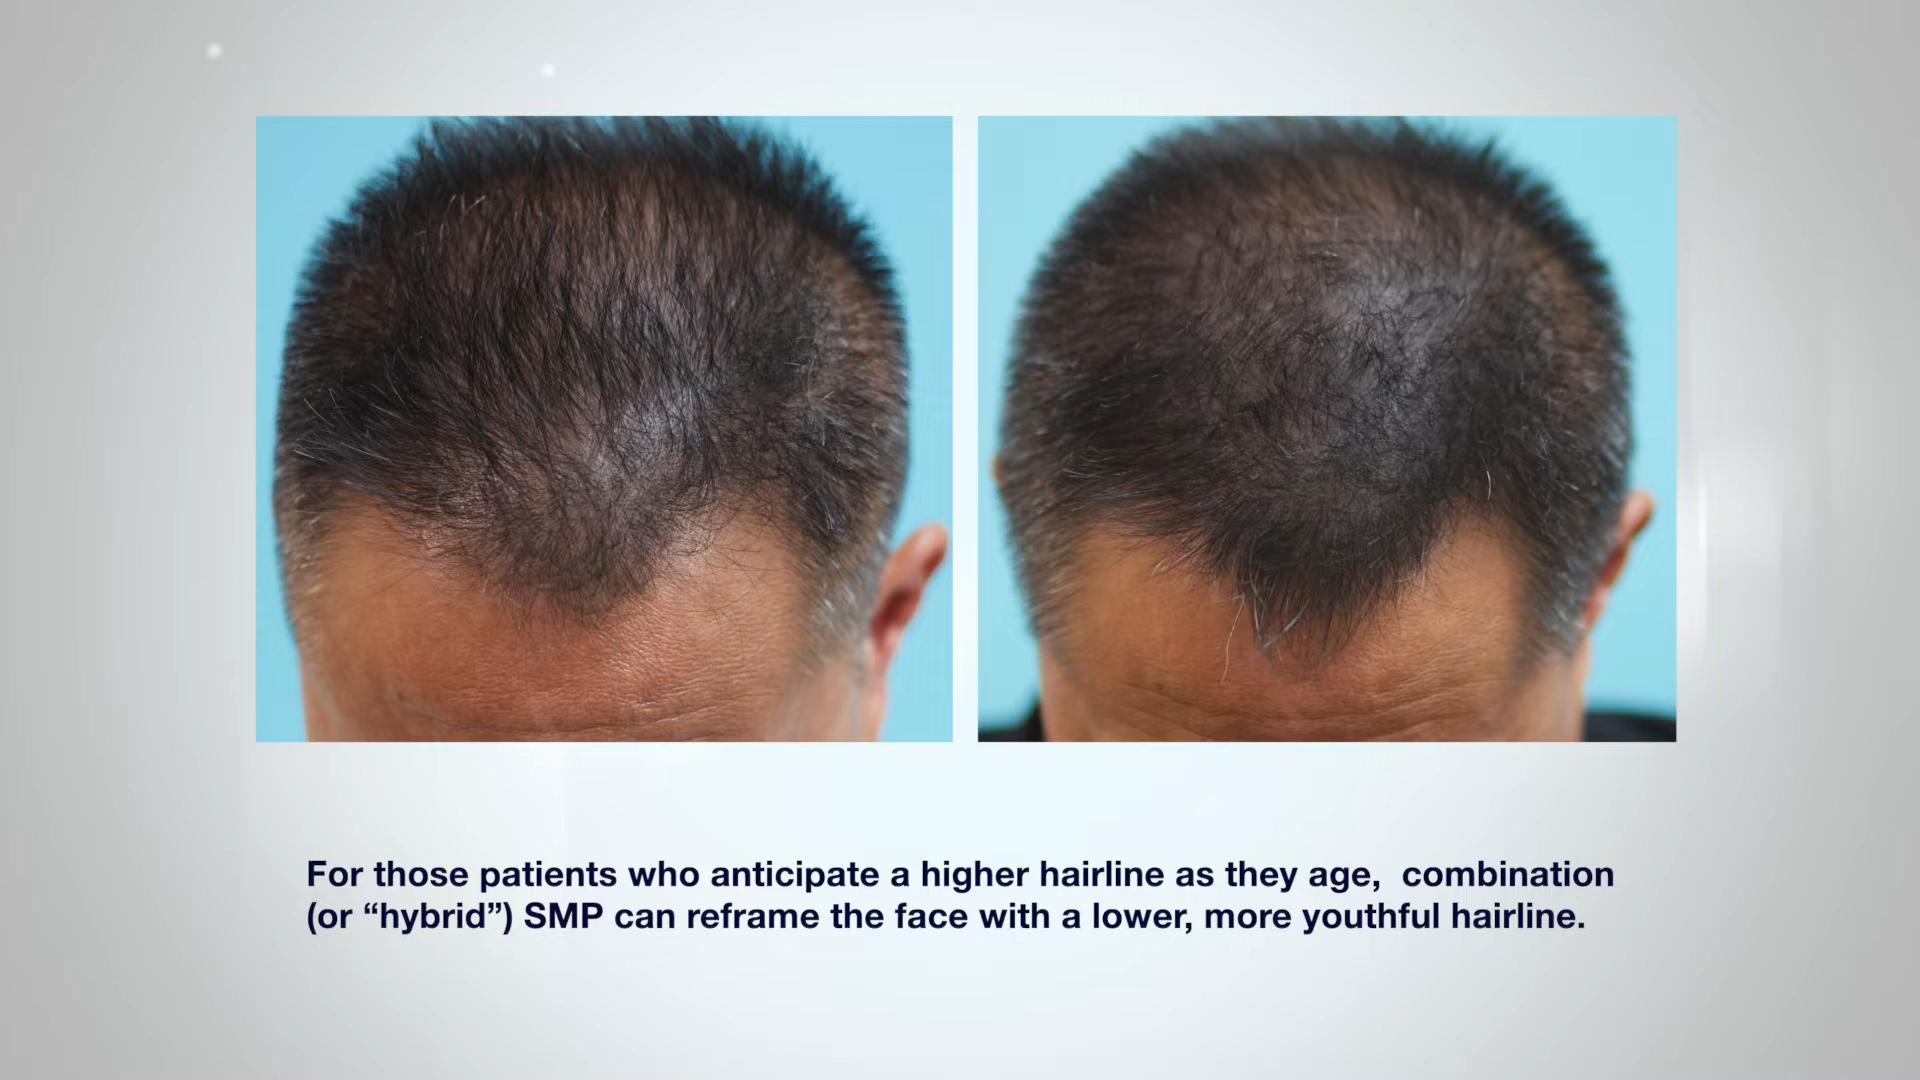 For those patients who anticipate a higher hairline as they age,  combination
(or “hybrid”) SMP can reframe the face with a lower, more youthful hairline.